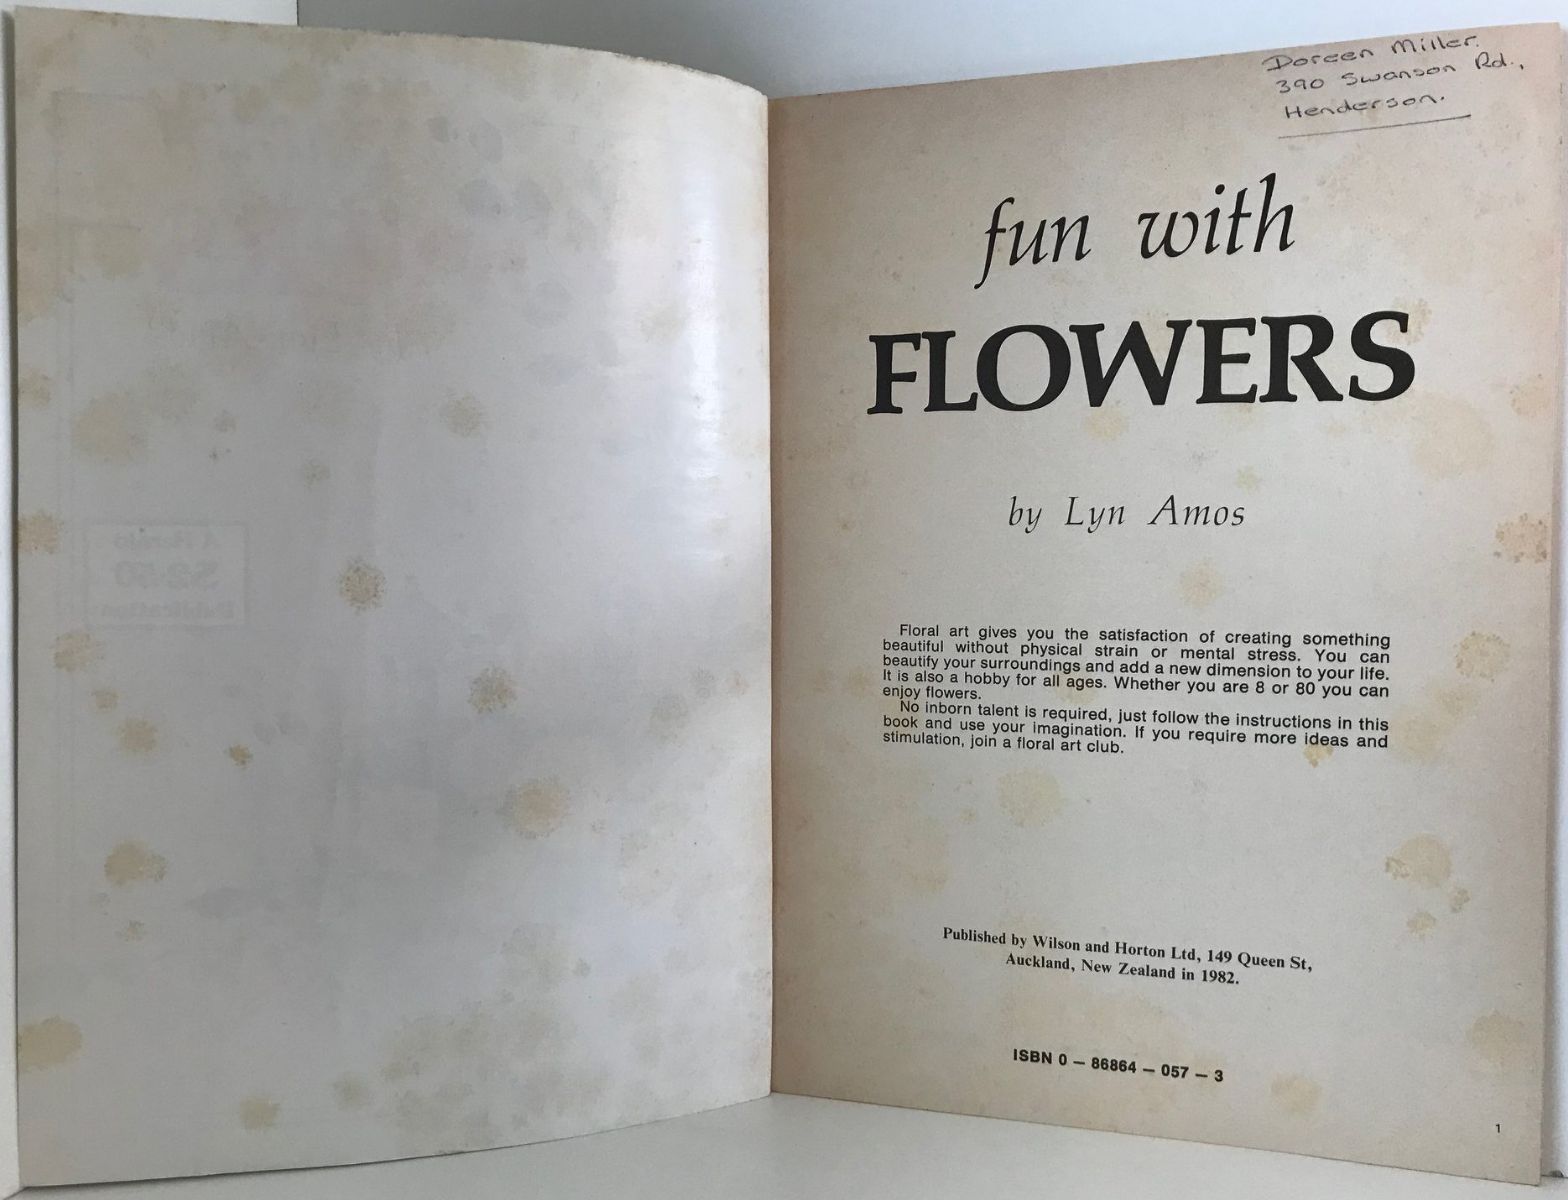 Doreen Miller.
390 Swanson Rd.,
Henderson.
fun with
FLOWERS
by Lyn Amos
Floral art gives you the satisfaction of creating something
beautiful without physical strain or mental stress. You can
beautify your surroundings and add a new dimension to your life.
It is also a hobby for all ages. Whether you are 8 or 80 you can
enjoy flowers.
No inborn talent is required, just follow the instructions in this
book and use your imagination. If you require more ideas and
stimulation, join a floral art club.
Published by Wilson and Horton Ltd, 149 Queen St,
Auckland, New Zealand in 1982.
ISBN 0 – 86864 – 057 – 3
1